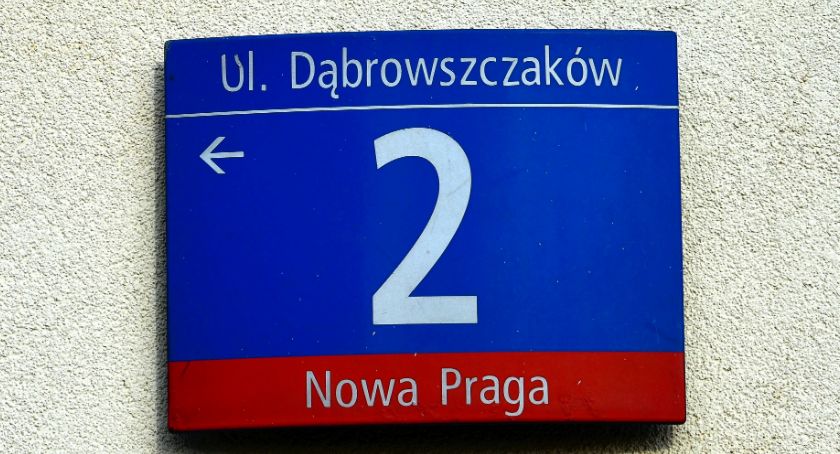 Ul. Dąbrowszczaków
←
2
Nowa Praga